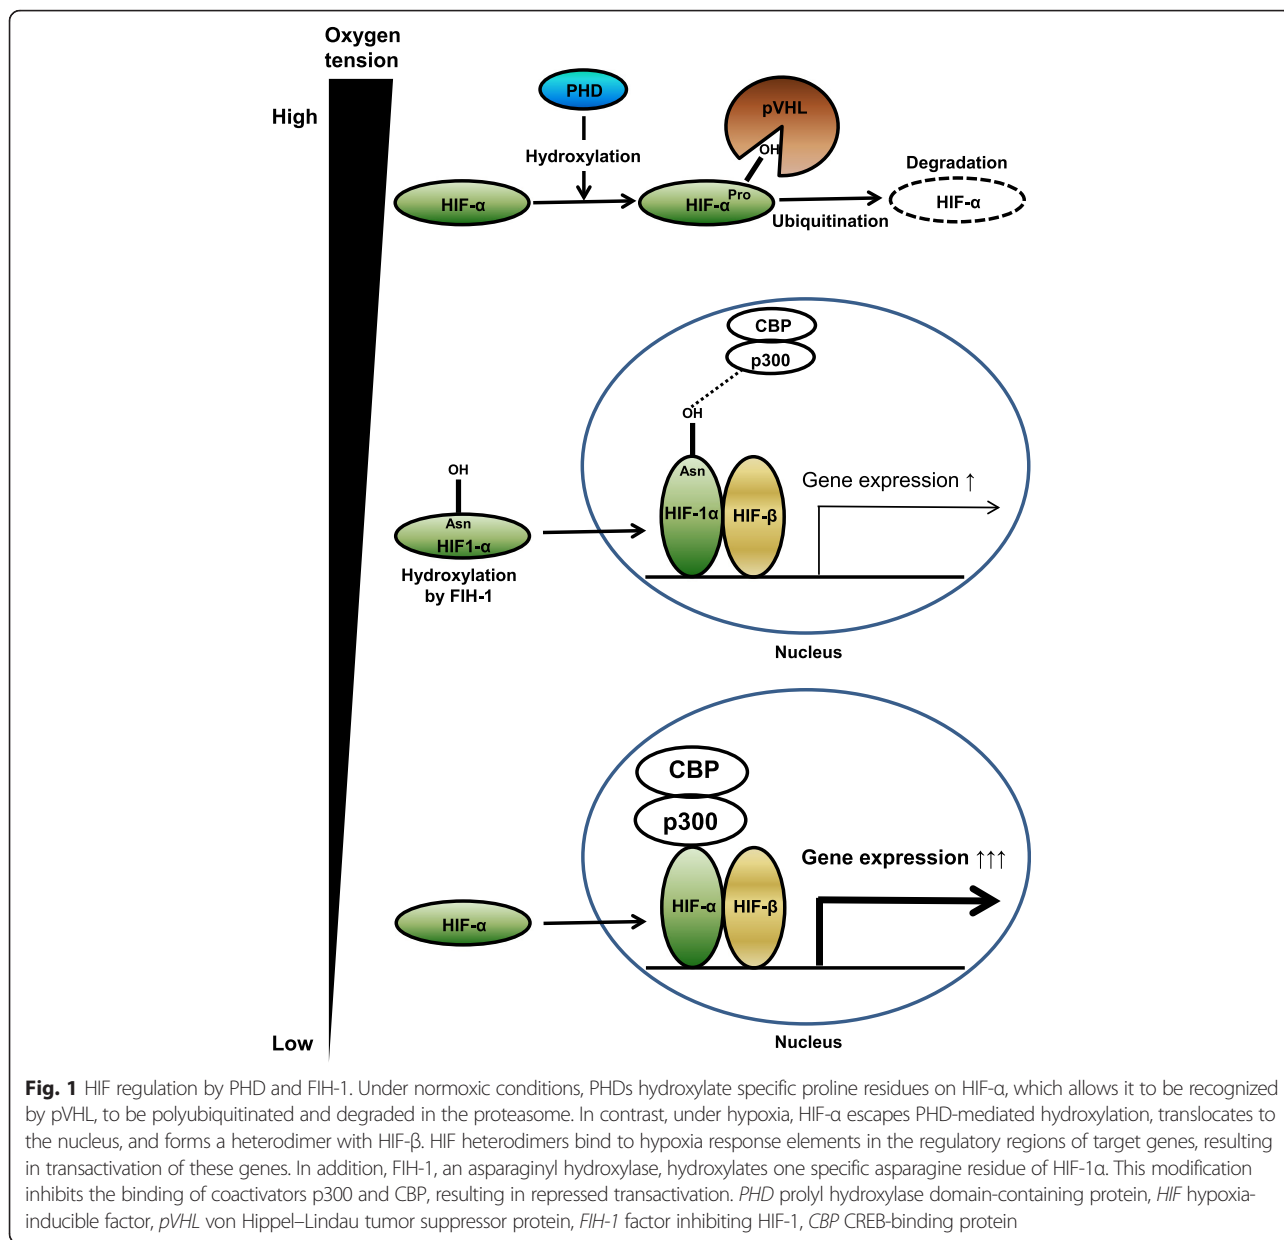 Oxygen
tension
High
PHD
Hydroxylation
pVHL
OH
HIF-α
HIF-α Pro
Ubiquitination
Degradation
HIF-α
CBP
p300
OH
Asn
HIF-1α
HIF-β
Gene expression ↑
OH
Asn
HIF1-α
Hydroxylation
by FIH-1
Nucleus
CBP
p300
HIF-α
HIF-β
Gene expression ↑↑↑
HIF-α
Nucleus
Low
Fig. 1 HIF regulation by PHD and FIH-1. Under normoxic conditions, PHDs hydroxylate specific proline residues on HIF-α, which allows it to be recognized
by pVHL, to be polyubiquitinated and degraded in the proteasome. In contrast, under hypoxia, HIF-α escapes PHD-mediated hydroxylation, translocates to
the nucleus, and forms a heterodimer with HIF-β. HIF heterodimers bind to hypoxia response elements in the regulatory regions of target genes, resulting
in transactivation of these genes. In addition, FIH-1, an asparaginyl hydroxylase, hydroxylates one specific asparagine residue of HIF-1α. This modification
inhibits the binding of coactivators p300 and CBP, resulting in repressed transactivation. PHD prolyl hydroxylase domain-containing protein, HIF hypoxia-
inducible factor, pVHL von Hippel–Lindau tumor suppressor protein, FIH-1 factor inhibiting HIF-1, CBP CREB-binding protein